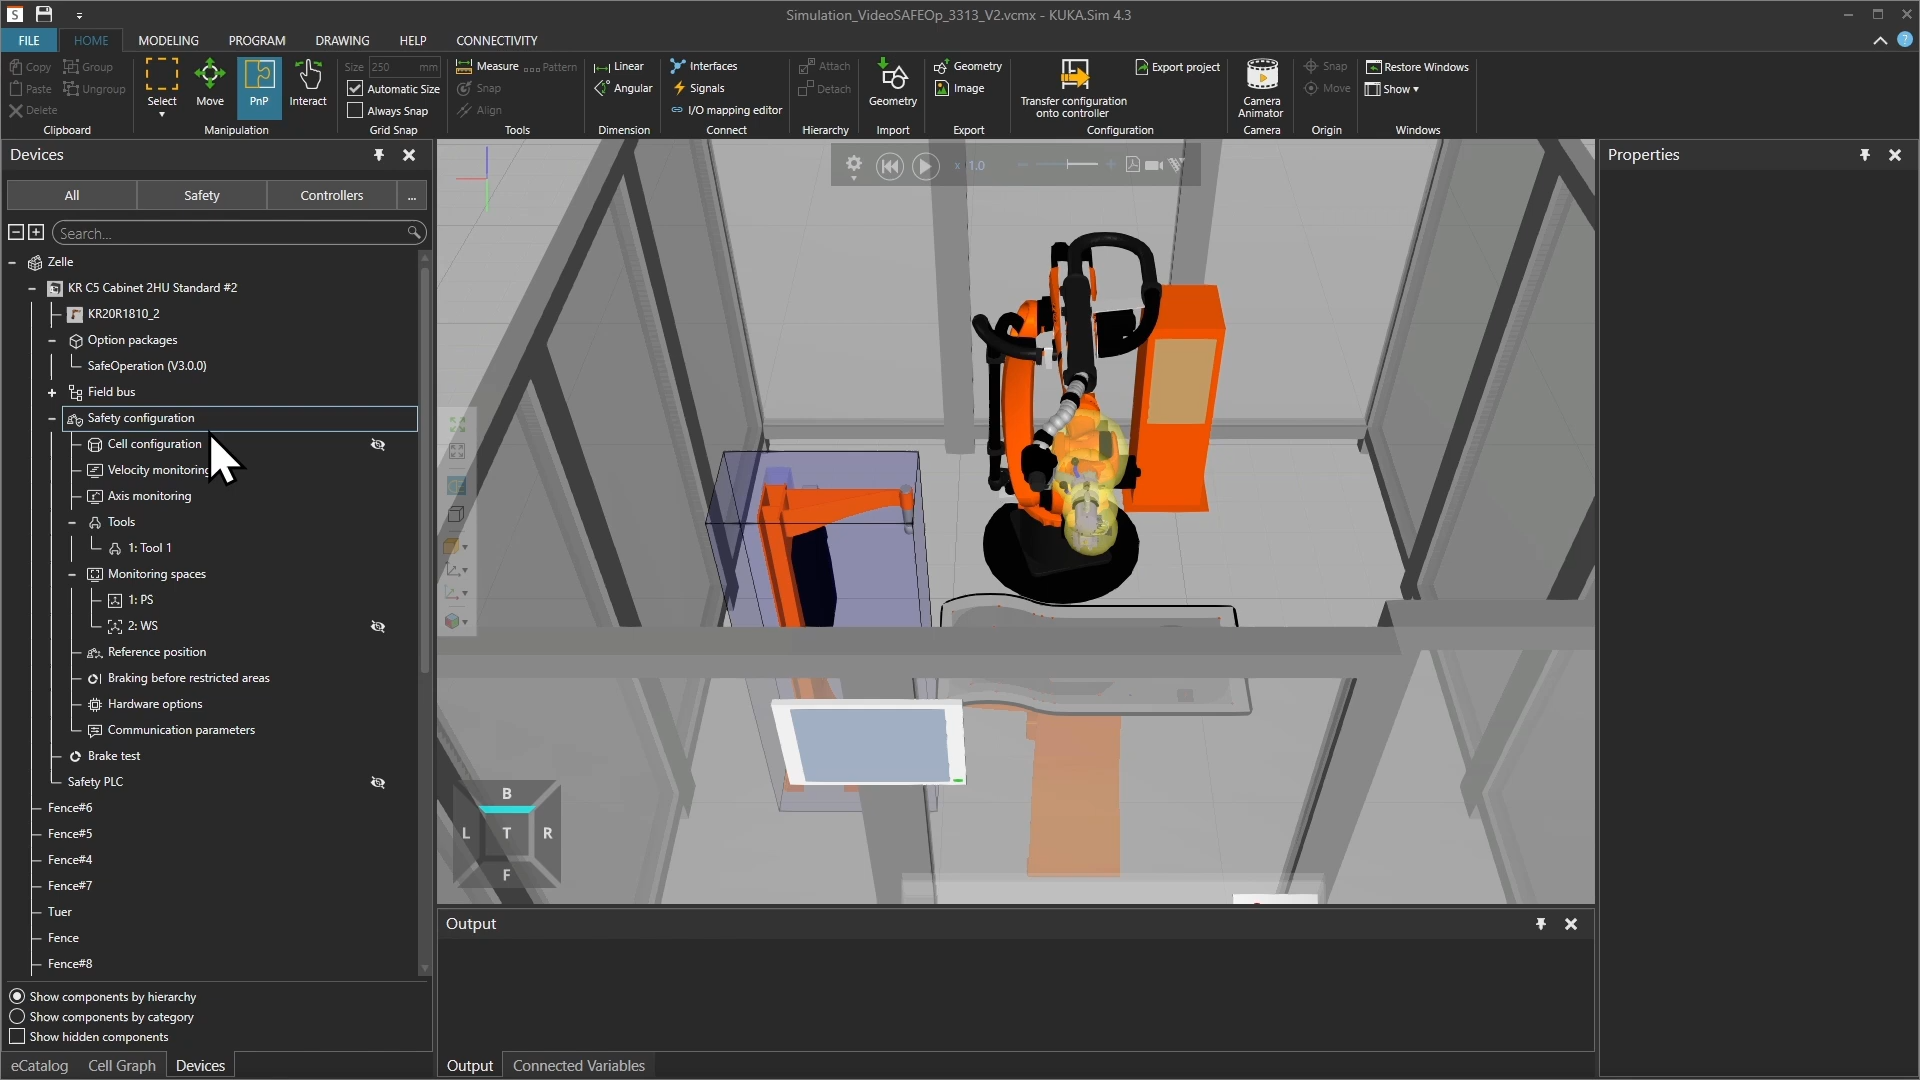 Simulation_VideoSAFEOp_3313_V2.vcmx - KUKA.Sim 4.3
FILE
HOME
MODELING
PROGRAM
DRAWING
HELP
CONNECTIVITY
Copy
Group
Paste
Ungroup
Delete
Clipboard
Select
Move
PnP
Interact
Manipulation
Size 250 mm
Automatic Size
Always Snap
Grid Snap
Measure
Pattern
Snap
Align
Tools
Linear
Angular
Dimension
Interfaces
Signals
I/O mapping editor
Connect
Attach
Detach
Hierarchy
Geometry
Import
Geometry
Image
Export
Transfer configuration
onto controller
Export project
Configuration
Camera
Animator
Camera
Snap
Move
Origin
Restore Windows
Show
Windows
Devices
All
Safety
Controllers
...
Search...
Zelle
KR C5 Cabinet 2HU Standard #2
KR20R1810_2
Option packages
SafeOperation (V3.0.0)
Field bus
Safety configuration
Cell configuration
Velocity monitoring
Axis monitoring
Tools
1: Tool 1
Monitoring spaces
1: PS
2: WS
Reference position
Braking before restricted areas
Hardware options
Communication parameters
Brake test
Safety PLC
Fence#6
Fence#5
Fence#4
Fence#7
Tuer
Fence
Fence#8
Show components by hierarchy
Show components by category
Show hidden components
eCatalog
Cell Graph
Devices
x 1.0
B
L
T
R
F
Output
Output
Connected Variables
Properties